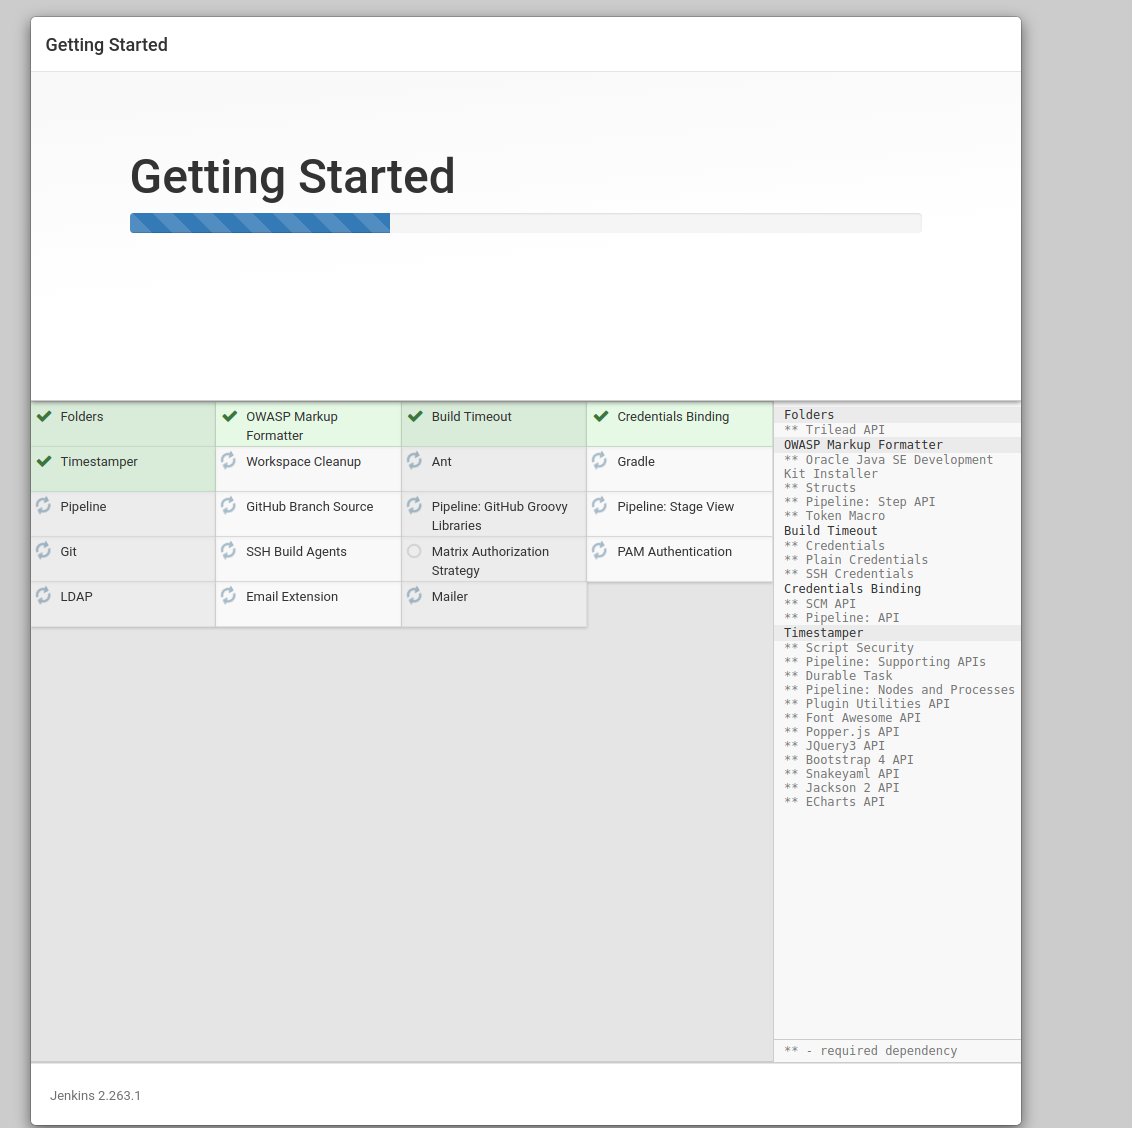 Getting Started
Getting Started
Folders
OWASP Markup
Formatter
Build Timeout
Credentials Binding
Timestamper
Workspace Cleanup
Ant
Gradle
Pipeline
GitHub Branch Source
Pipeline: GitHub Groovy
Libraries
Pipeline: Stage View
Git
SSH Build Agents
Matrix Authorization
Strategy
PAM Authentication
LDAP
Email Extension
Mailer
Folders
** Trilead API
OWASP Markup Formatter
** Oracle Java SE Development
Kit Installer
** Structs
** Pipeline: Step API
** Token Macro
Build Timeout
** Credentials
** Plain Credentials
** SSH Credentials
Credentials Binding
** SCM API
** Pipeline: API
Timestamper
** Script Security
** Pipeline: Supporting APIs
** Durable Task
** Pipeline: Nodes and Processes
** Plugin Utilities API
** Font Awesome API
** Popper.js API
** JQuery3 API
** Bootstrap 4 API
** Snakeyaml API
** Jackson 2 API
** ECharts API
** - required dependency
Jenkins 2.263.1